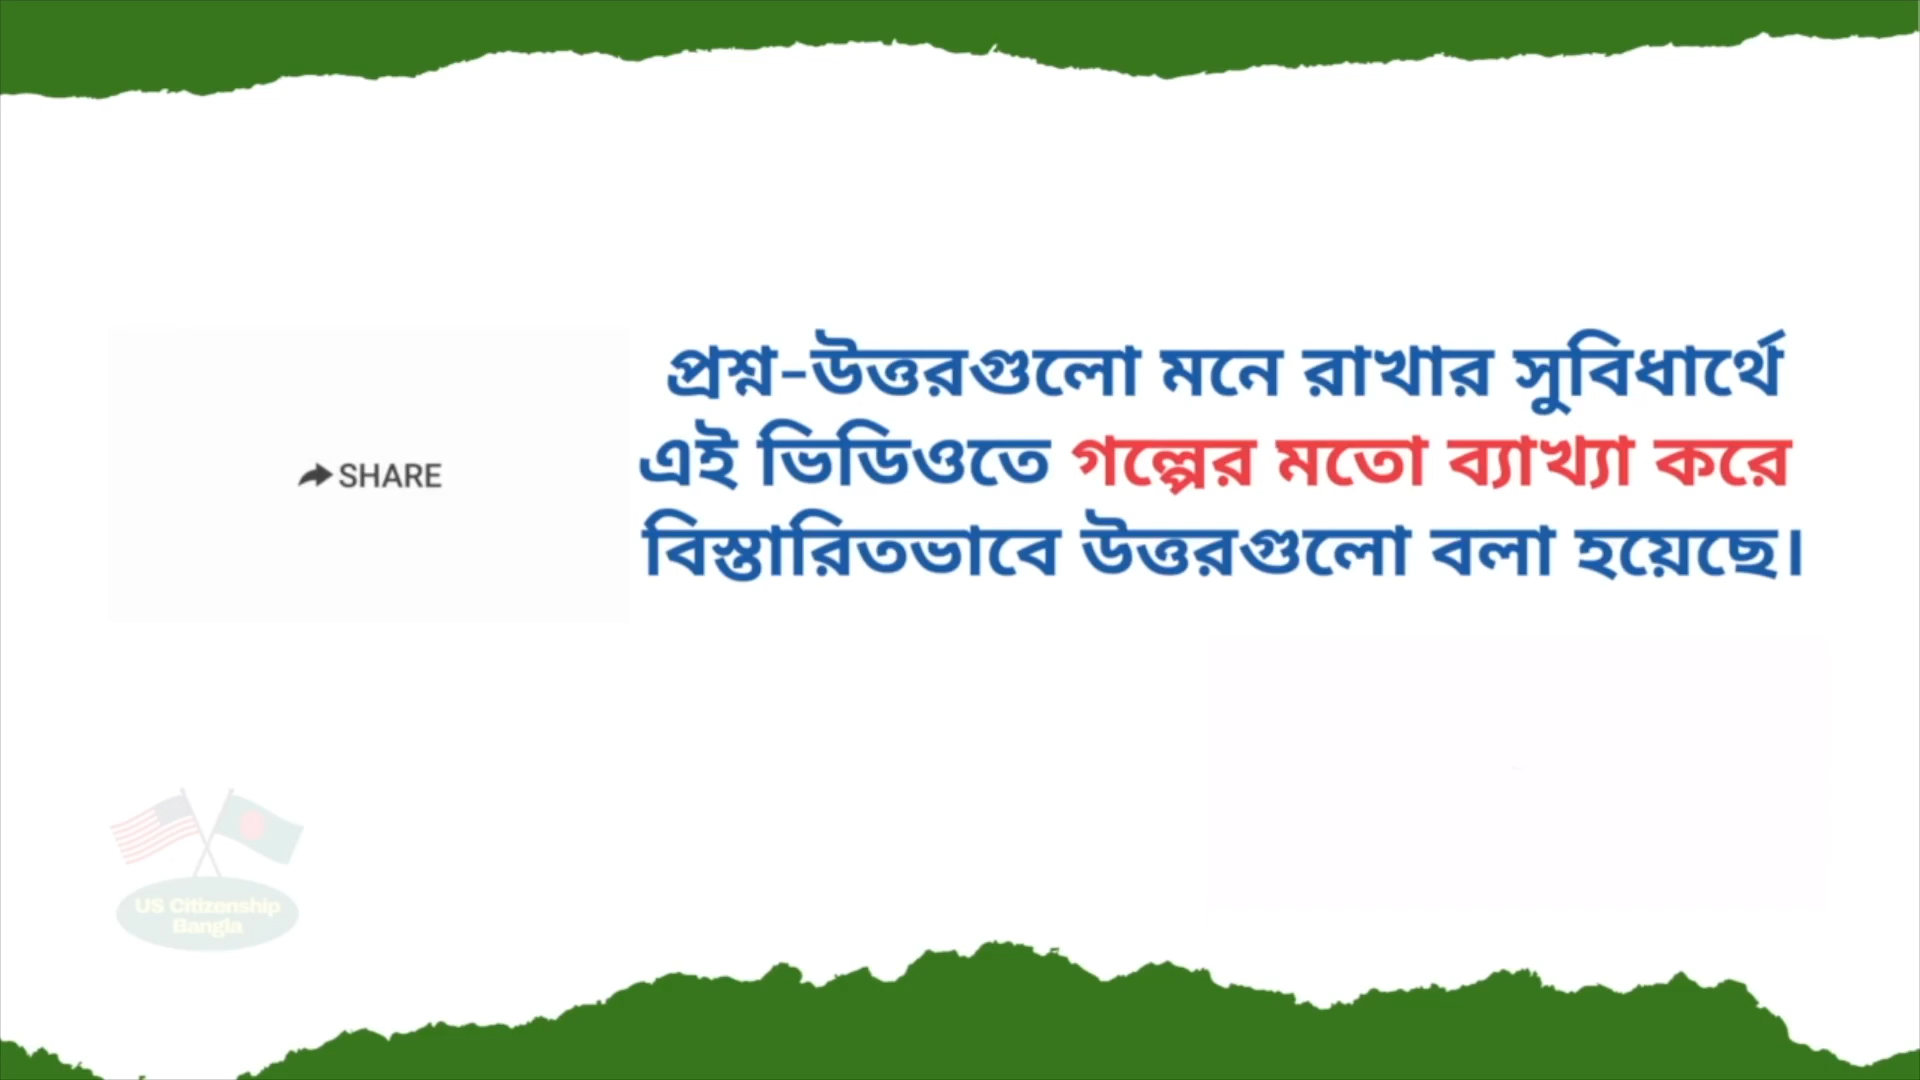 প্রশ্ন-উত্তরগুলো মনে রাখার সুবিধার্থে
এই ভিডিওতে গল্পের মতো ব্যাখ্যা করে
বিস্তারিতভাবে উত্তরগুলো বলা হয়েছে।
SHARE
US Citizenship
Bangla